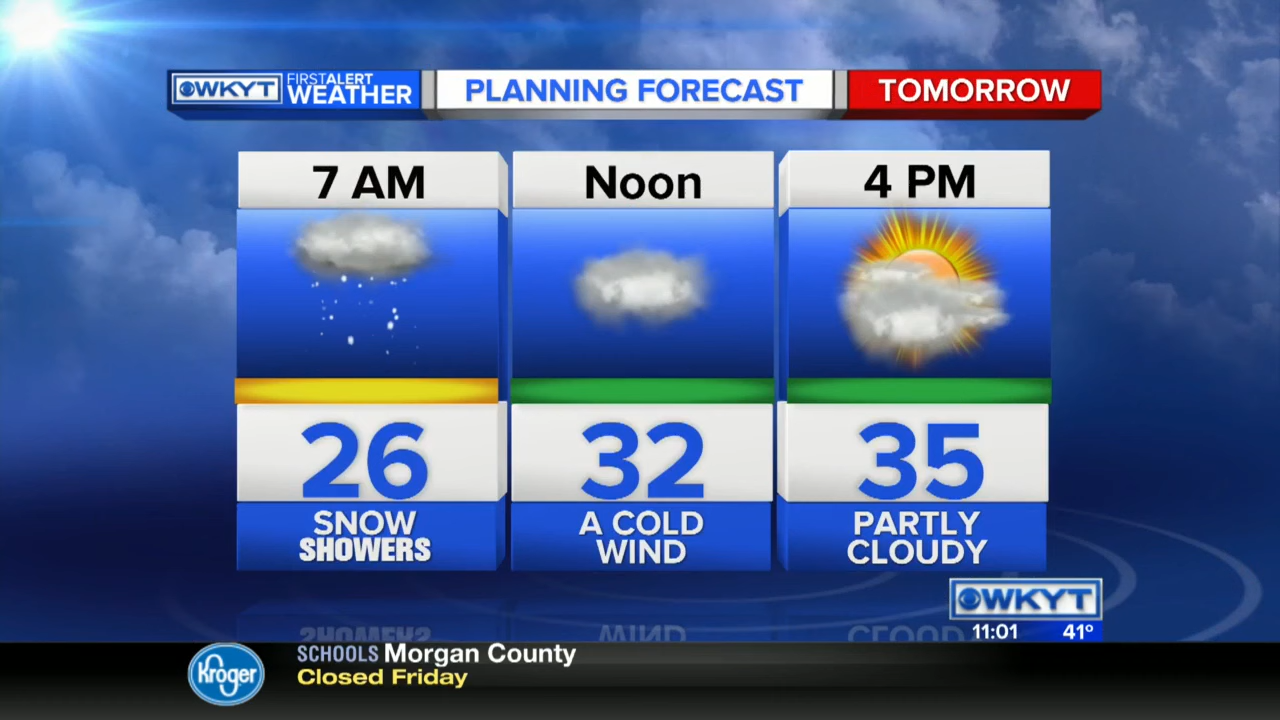 WKYT FIRST ALERT WEATHER
PLANNING FORECAST
TOMORROW
7 AM
Noon
4 PM
26
32
35
SNOW
SHOWERS
A COLD
WIND
PARTLY
CLOUDY
WKYT
11:01 41°
Kroger
SCHOOLS Morgan County
Closed Friday